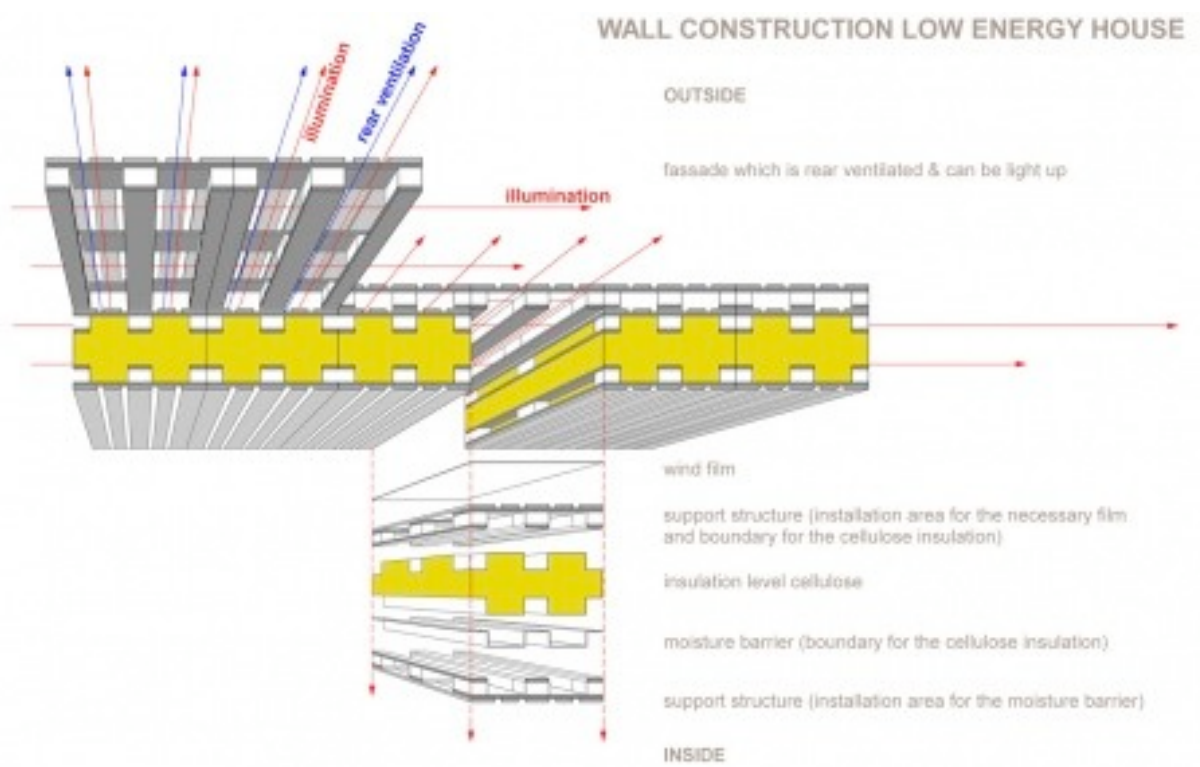 WALL CONSTRUCTION LOW ENERGY HOUSE
illumination
rear ventilation
OUTSIDE
fassade which is rear ventilated & can be light up
illumination
wind film
support structure (installation area for the necessary film
and boundary for the cellulose insulation)
insulation level cellulose
moisture barrier (boundary for the cellulose insulation)
support structure (installation area for the moisture barrier)
INSIDE